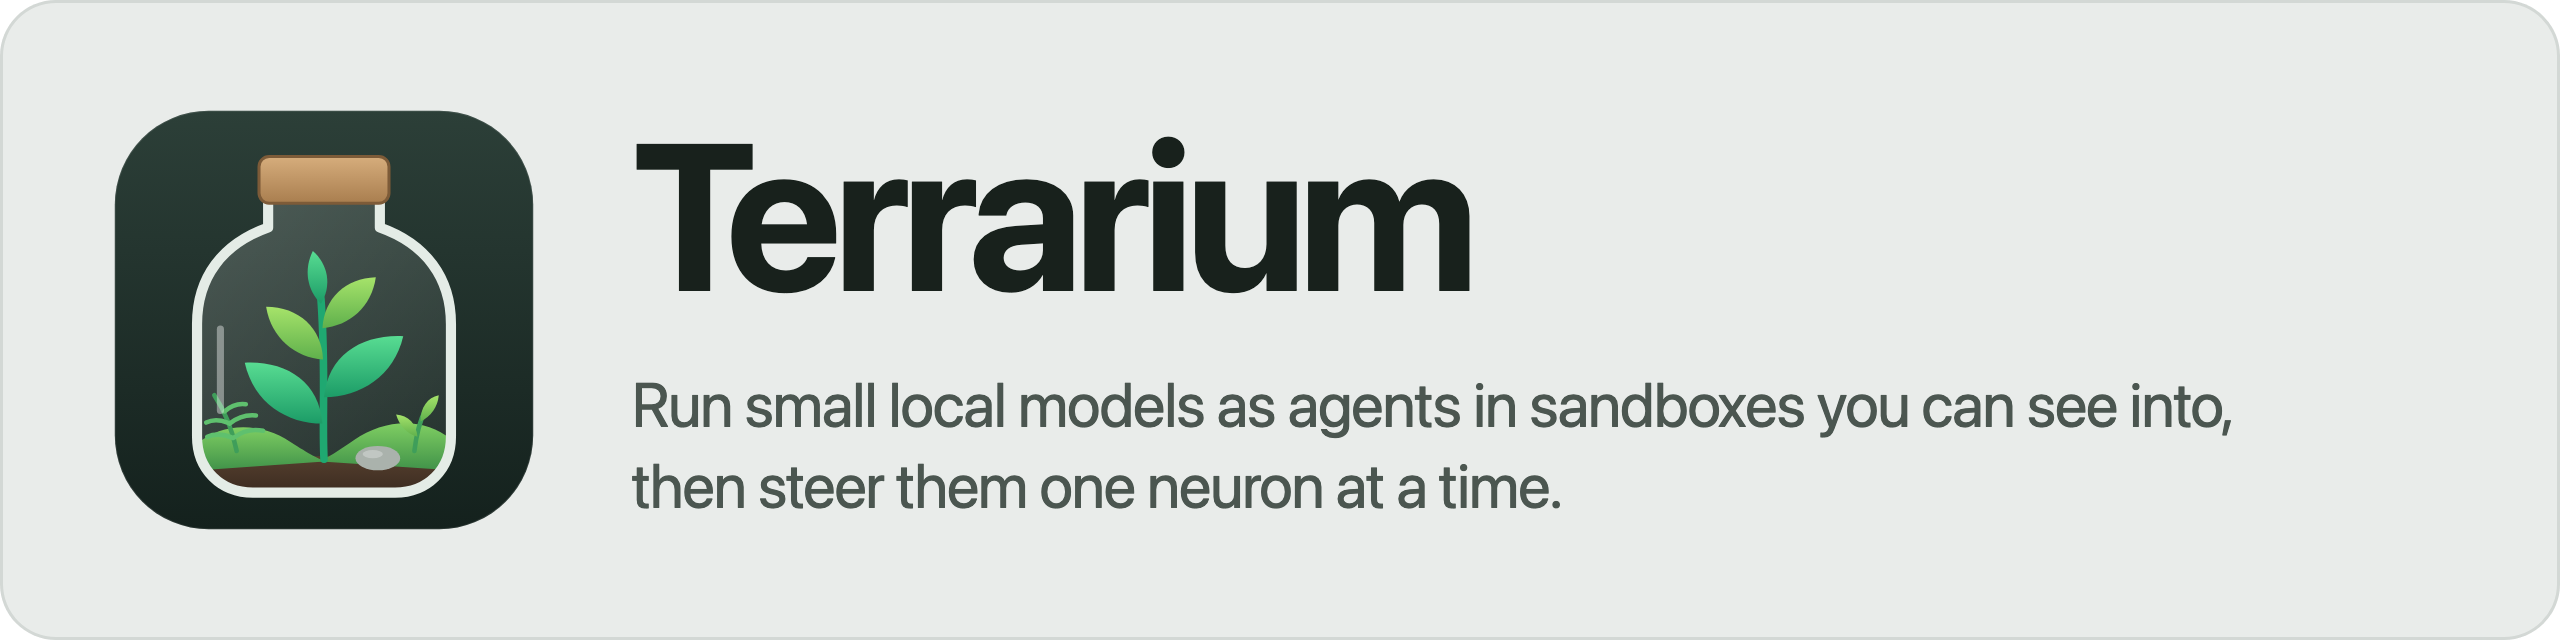 Terrarium
Run small local models as agents in sandboxes you can see into,
then steer them one neuron at a time.